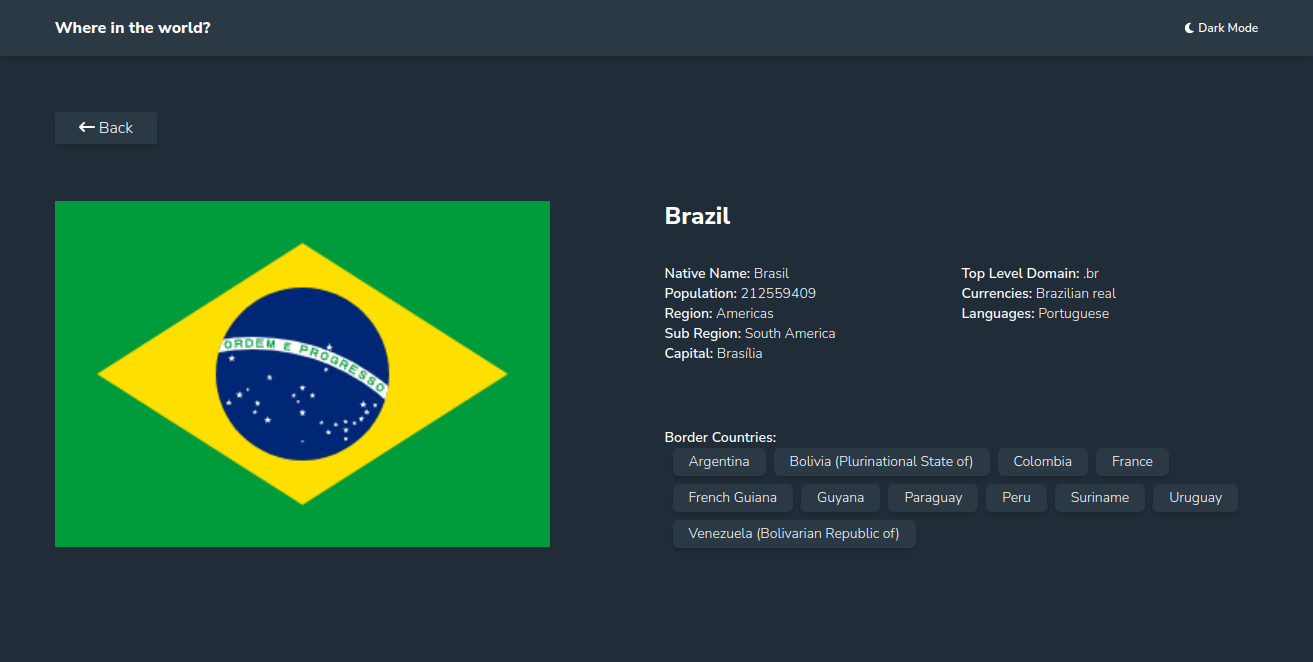 Where in the world?
Dark Mode
Back
ORDEM E PROGRESSO
Brazil
Native Name: Brasil
Population: 212559409
Region: Americas
Sub Region: South America
Capital: Brasília
Top Level Domain: .br
Currencies: Brazilian real
Languages: Portuguese
Border Countries:
Argentina Bolivia (Plurinational State of) Colombia France
French Guiana Guyana Paraguay Peru Suriname Uruguay
Venezuela (Bolivarian Republic of)